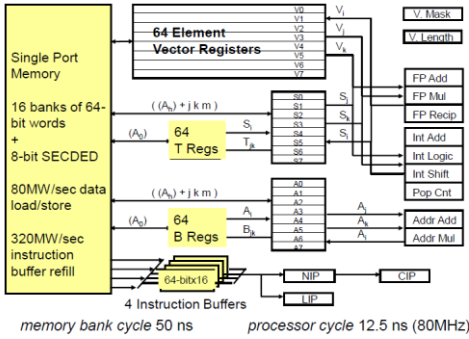 Single Port
Memory
16 banks of 64-
bit words
+
8-bit SECDED
80MW/sec data
load/store
320MW/sec
instruction
buffer refill
64 Element
Vector Registers
V0
V1
V2
V3
V4
V5
V6
V7
Vi
Vj
Vk
V. Mask
V. Length
FP Add
FP Mul
FP Recip
( (Ah) + j k m )
(A0)
64
T Regs
Si
Tjk
S0
S1
S2
S3
S4
S5
S6
S7
Sj
Sk
Si
Int Add
Int Logic
Int Shift
Pop Cnt
( (Ah) + j k m )
(A0)
64
B Regs
Ai
Bjk
A0
A1
A2
A3
A4
A5
A6
A7
Aj
Ak
Ai
Addr Add
Addr Mul
64-bitx16
4 Instruction Buffers
NIP
CIP
LIP
memory bank cycle 50 ns
processor cycle 12.5 ns (80MHz)